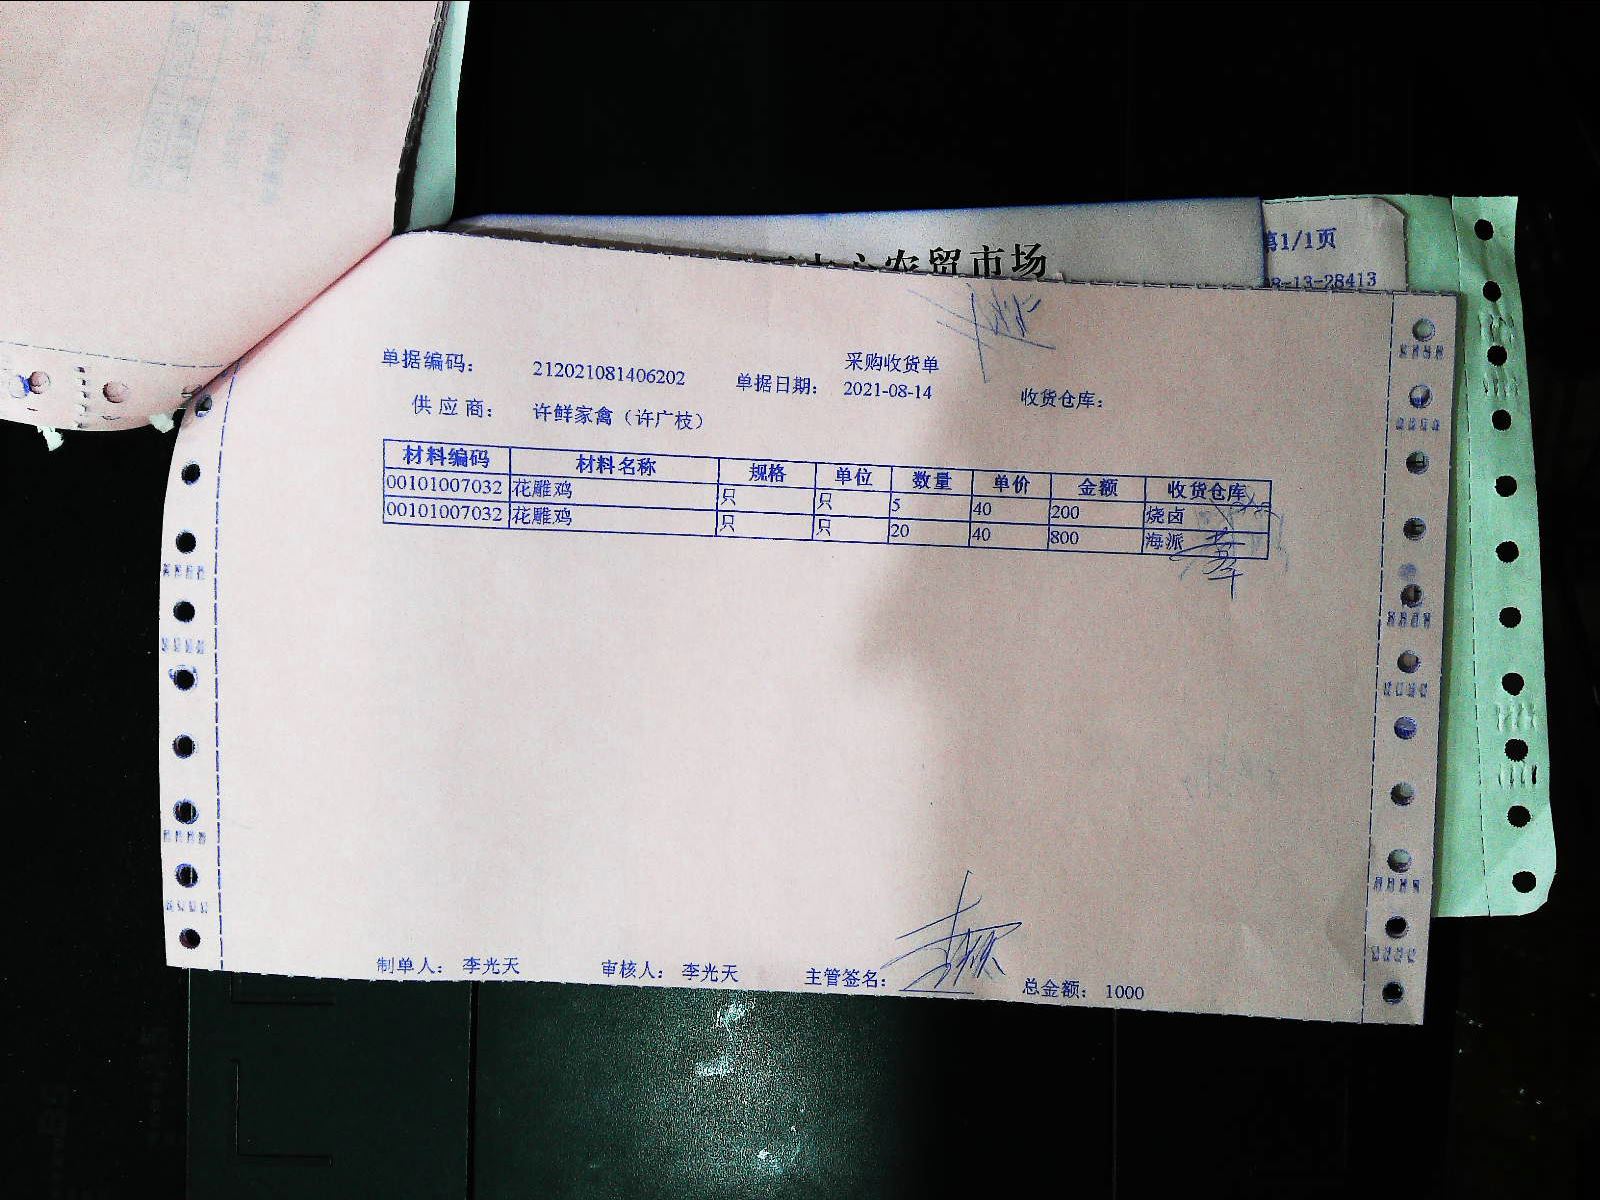 农贸市场
第1/1页
8-13-28413
采购收货单
单据编码： 212021081406202 单据日期： 2021-08-14 收货仓库：
供应商： 许鲜家禽（许广枝）
材料编码 材料名称 规格 单位 数量 单价 金额 收货仓库
00101007032 花雕鸡 只 只 5 40 200 烧卤
00101007032 花雕鸡 只 只 20 40 800 海派
制单人： 李光天 审核人： 李光天 主管签名： 总金额： 1000